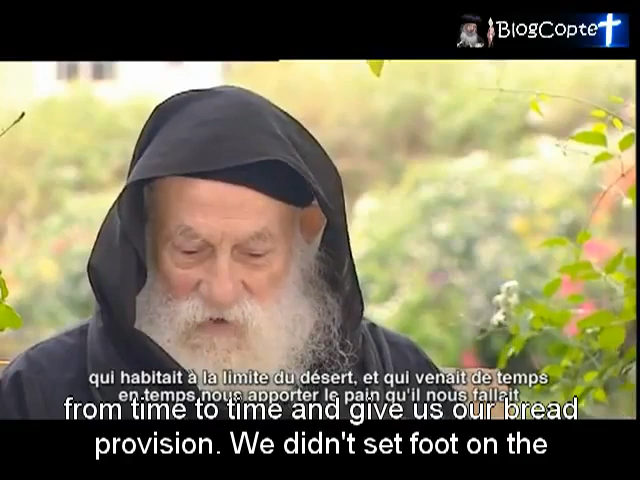 BlogCopte
qui habitait à la limite du désert, et qui venait de temps
en temps nous apporter le pain qu'il nous fallait
from time to time and give us our bread
provision. We didn't set foot on the